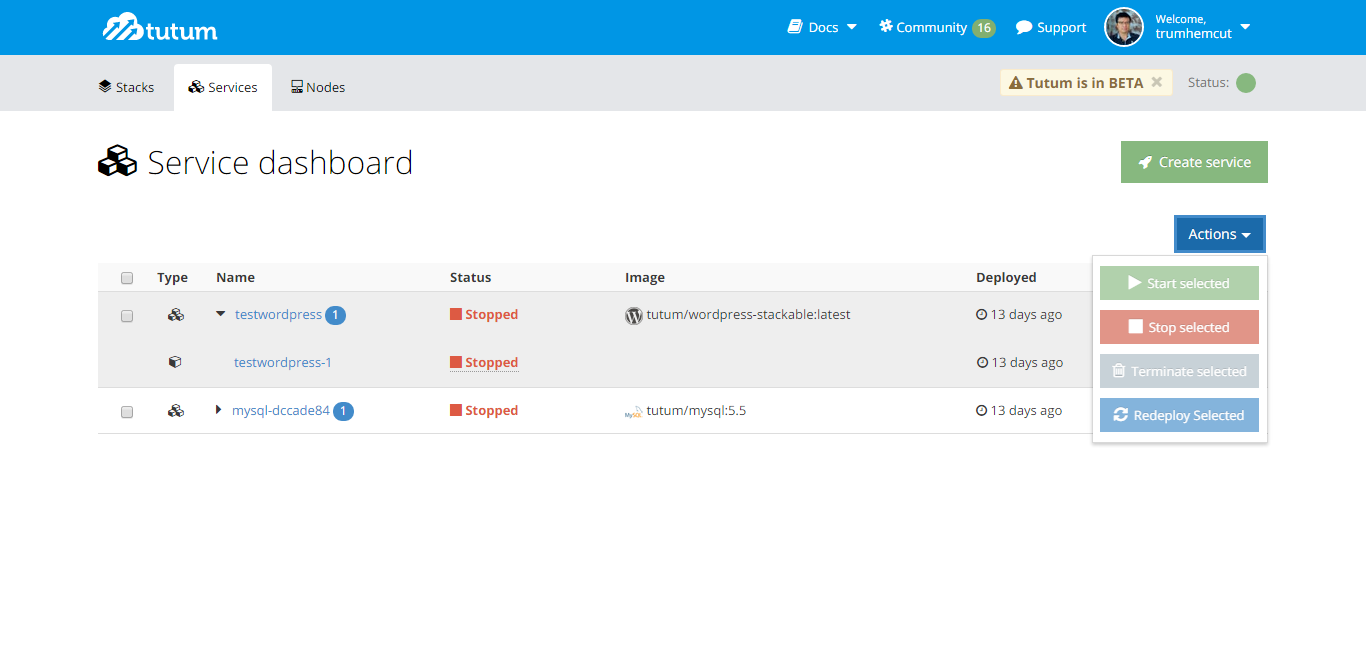 tutum
Docs
Community 16
Support
Welcome,
trumhemcut
Stacks
Services
Nodes
Tutum is in BETA ×
Status:
Service dashboard
Create service
Actions
Type Name Status Image Deployed
Start selected
testwordpress 1 Stopped tutum/wordpress-stackable:latest 13 days ago
Stop selected
testwordpress-1 Stopped 13 days ago
Terminate selected
mysql-dccade84 1 Stopped MySQL tutum/mysql:5.5 13 days ago
Redeploy Selected